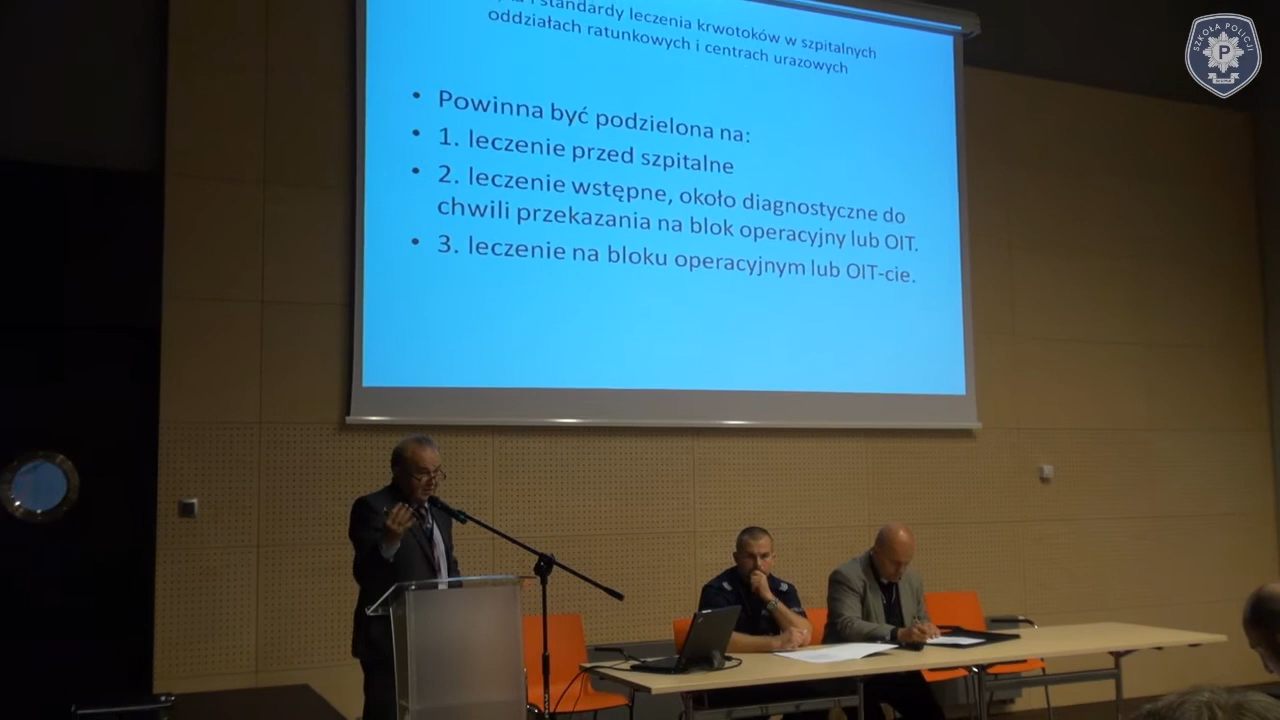 i standardy leczenia krwotoków w szpitalnych
oddziałach ratunkowych i centrach urazowych
• Powinna być podzielona na:
• 1. leczenie przed szpitalne
• 2. leczenie wstępne, około diagnostyczne do
chwili przekazania na blok operacyjny lub OIT.
• 3. leczenie na bloku operacyjnym lub OIT-cie.
SZKOŁA POLICJI
P